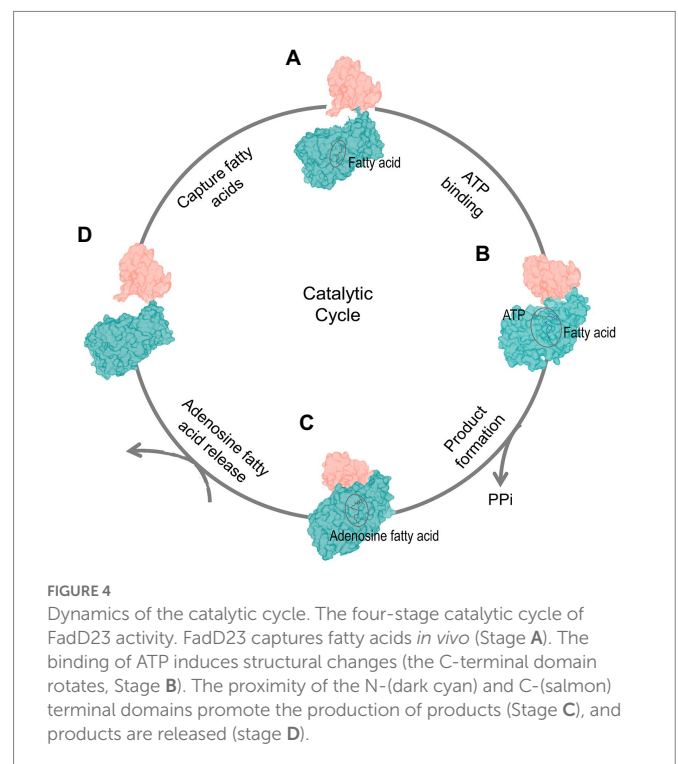 A
Fatty acid
Capture fatty
acids
ATP
binding
D
B
ATP
Fatty acid
Catalytic
Cycle
C
Adenosine fatty
acid release
Product
formation
PPi
Adenosine fatty acid
FIGURE 4
Dynamics of the catalytic cycle. The four-stage catalytic cycle of
FadD23 activity. FadD23 captures fatty acids in vivo (Stage A). The
binding of ATP induces structural changes (the C-terminal domain
rotates, Stage B). The proximity of the N-(dark cyan) and C-(salmon)
terminal domains promote the production of products (Stage C), and
products are released (stage D).